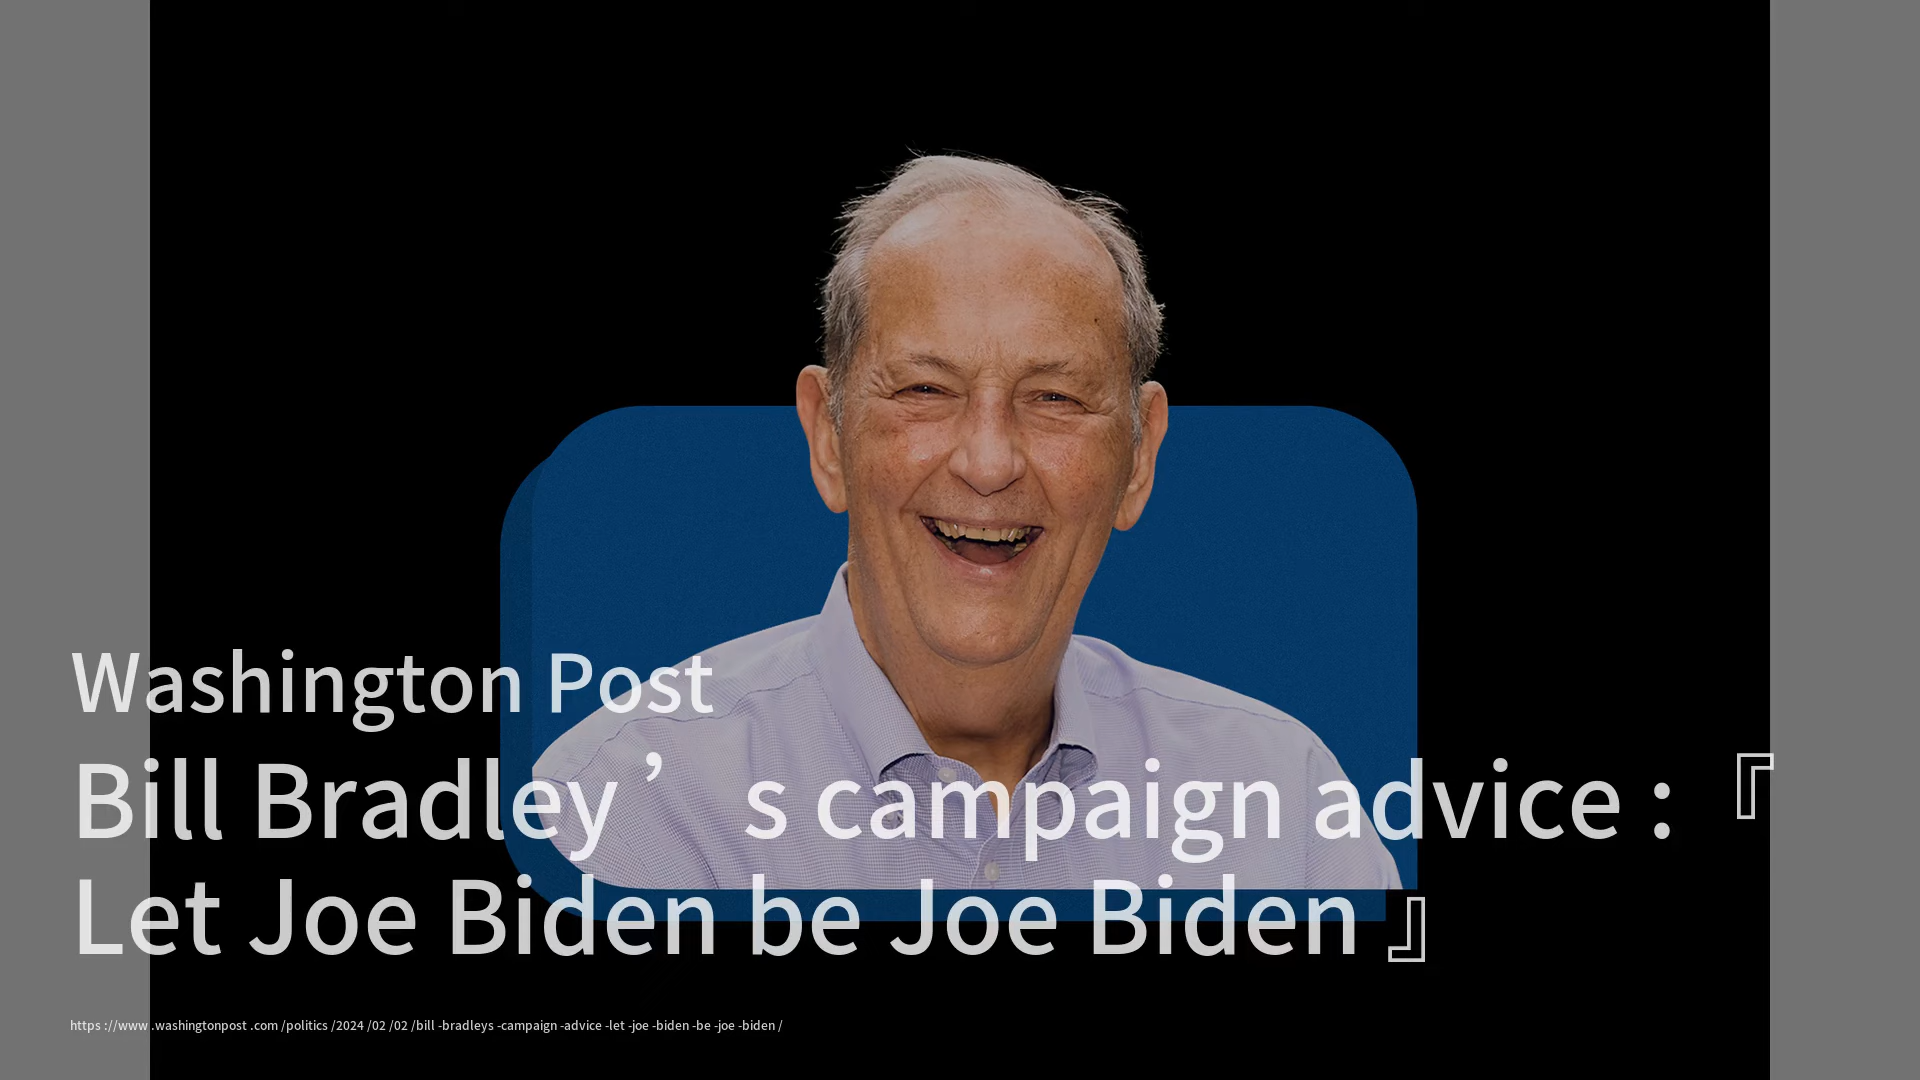 Washington Post
Bill Bradley’s campaign advice : 『
Let Joe Biden be Joe Biden 』
https ://www .washingtonpost .com /politics /2024 /02 /02 /bill -bradleys -campaign -advice -let -joe -biden -be -joe -biden /